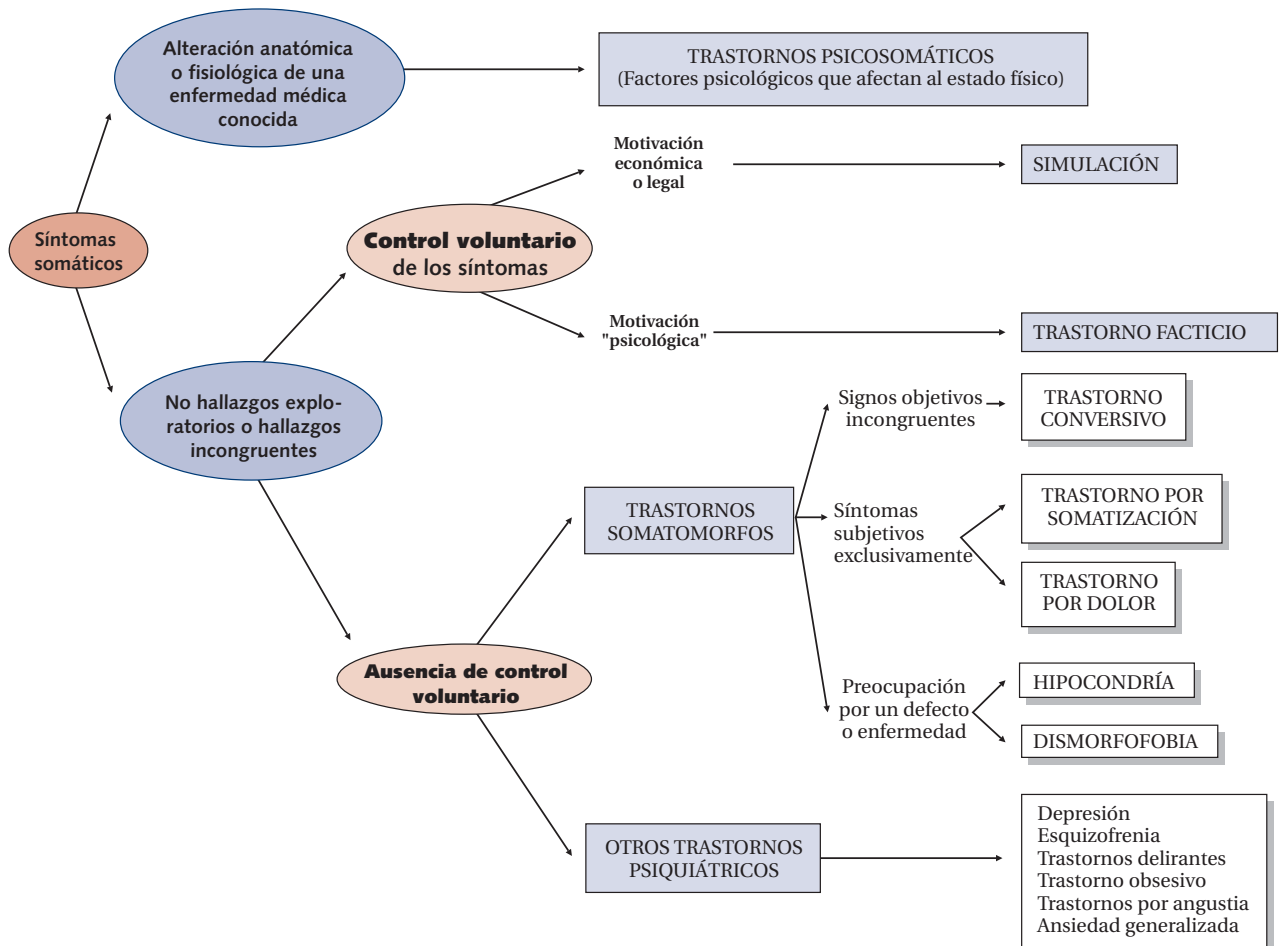 Alteración anatómica
o fisiológica de una
enfermedad médica
conocida
TRASTORNOS PSICOSOMÁTICOS
(Factores psicológicos que afectan al estado físico)
Síntomas
somáticos
Control voluntario
de los síntomas
Motivación
económica
o legal
SIMULACIÓN
Motivación
"psicológica"
TRASTORNO FACTICIO
No hallazgos explo-
ratorios o hallazgos
incongruentes
Ausencia de control
voluntario
TRASTORNOS
SOMATOMORFOS
Signos objetivos
incongruentes
TRASTORNO
CONVERSIVO
Síntomas
subjetivos
exclusivamente
TRASTORNO POR
SOMATIZACIÓN
TRASTORNO
POR DOLOR
Preocupación
por un defecto
o enfermedad
HIPOCONDRÍA
DISMORFOFOBIA
OTROS TRASTORNOS
PSIQUIÁTRICOS
Depresión
Esquizofrenia
Trastornos delirantes
Trastorno obsesivo
Trastornos por angustia
Ansiedad generalizada